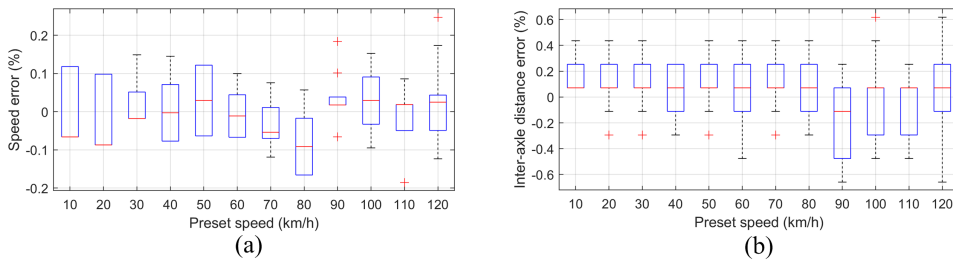 0.2
0.1
0
-0.1
-0.2
Speed error (%)
10 20 30 40 50 60 70 80 90 100 110 120
Preset speed (km/h)
(a)
0.6
0.4
0.2
0
-0.2
-0.4
-0.6
Inter-axle distance error (%)
10 20 30 40 50 60 70 80 90 100 110 120
Preset speed (km/h)
(b)